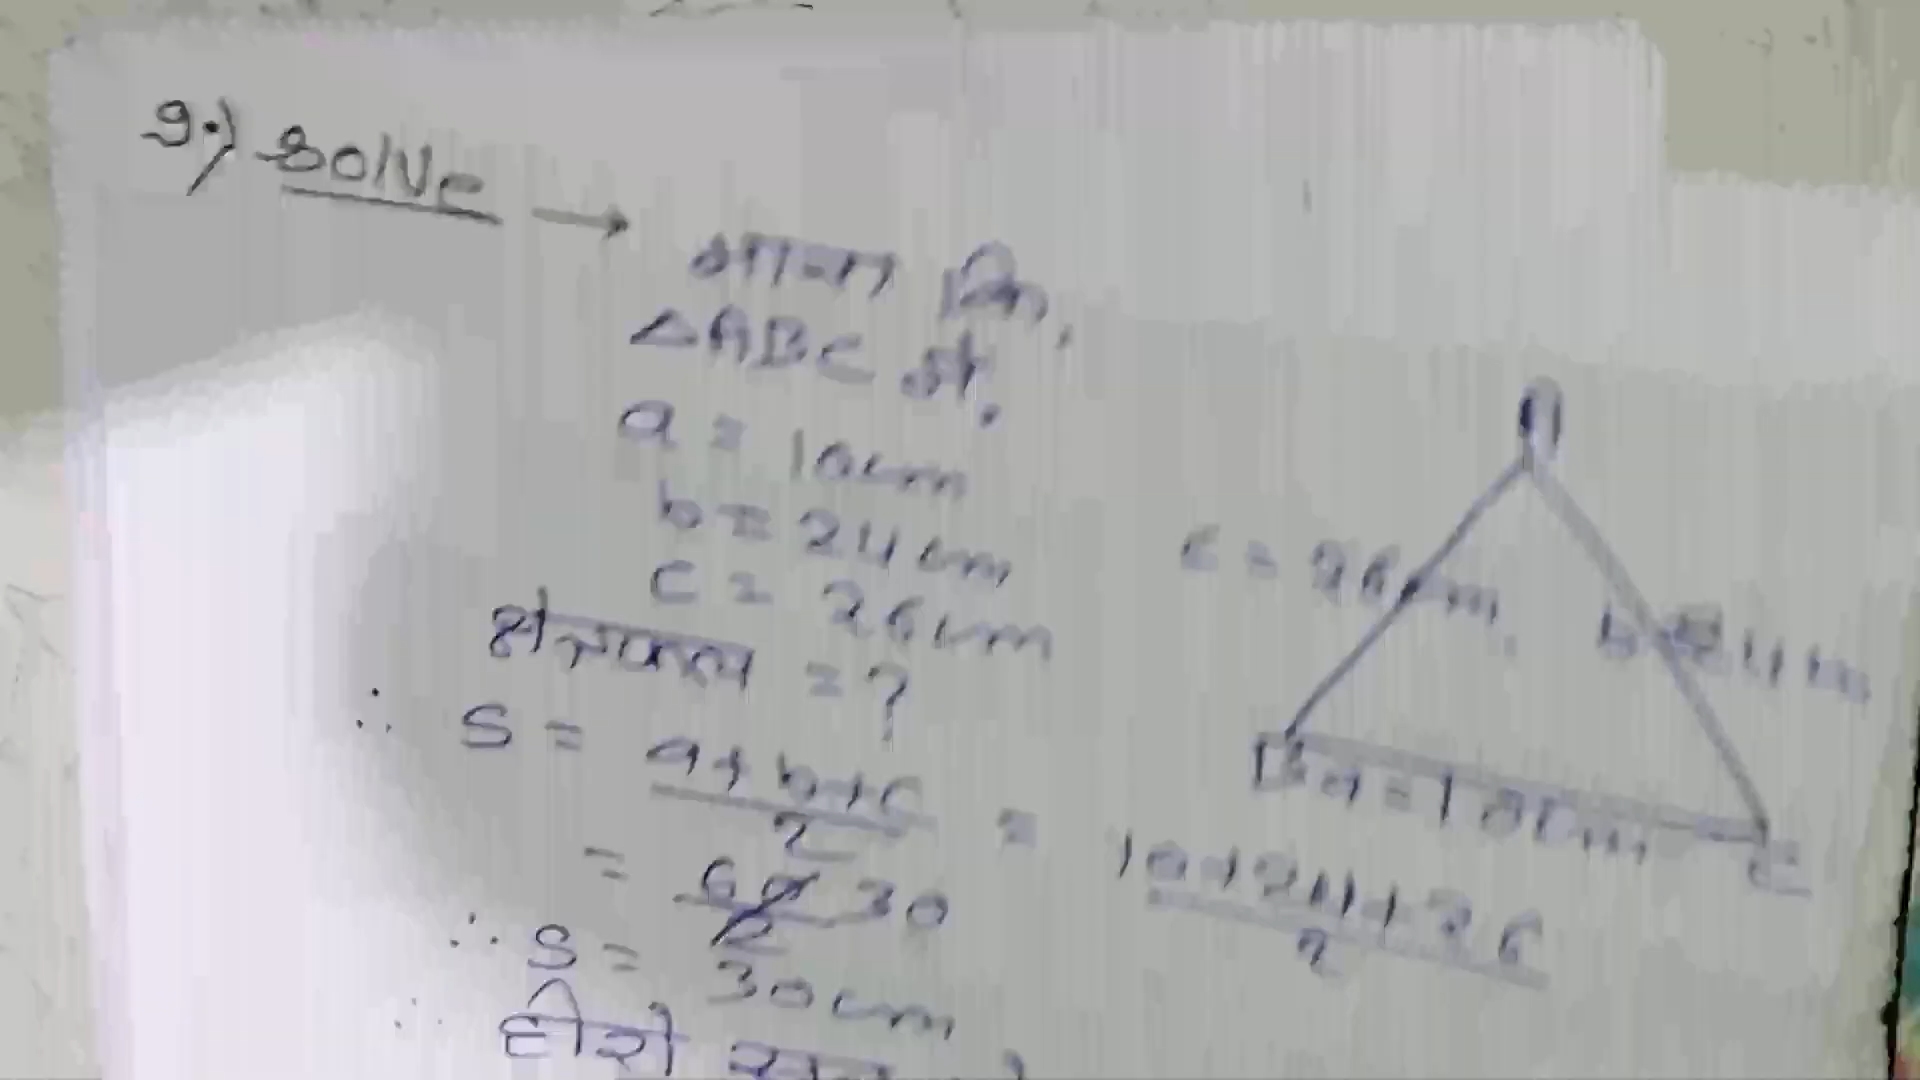 9.) Solve →
माना कि,
△ABC में,
a = 10cm
b = 24cm
c = 26cm
क्षेत्रफल = ?
∴ S = a+b+c/2 = 10+24+26/2
= 60/2 30
∴ S = 30cm
∴ हीरो
A
c = 26cm
b = 24cm
B a = 10cm C